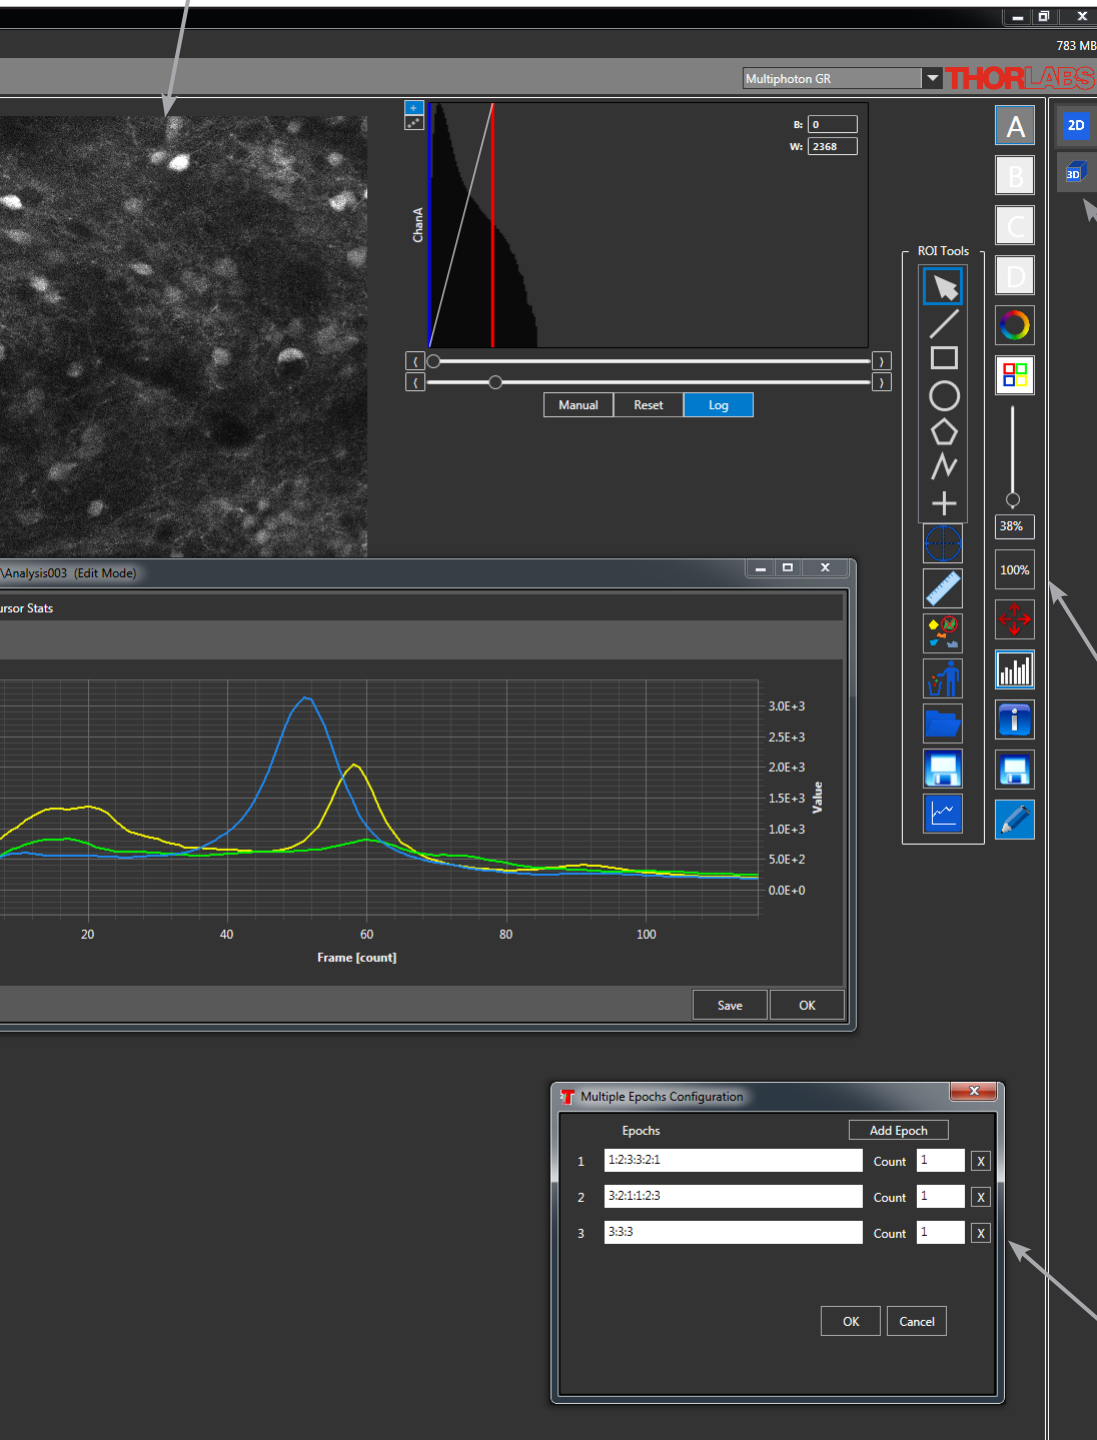 783 MB
Multiphoton GR
THORLABS
B: 0
W: 2368
ChanA
A
B
C
D
2D
3D
ROI Tools
Manual
Reset
Log
38%
100%
\Analysis003 (Edit Mode)
ursor Stats
3.0E+3
2.5E+3
2.0E+3
1.5E+3
1.0E+3
5.0E+2
0.0E+0
Value
20
40
60
80
100
Frame [count]
Save
OK
Multiple Epochs Configuration
Epochs
Add Epoch
1 1:2:3:3:2:1 Count 1 X
2 3:2:1:1:2:3 Count 1 X
3 3:3:3 Count 1 X
OK
Cancel